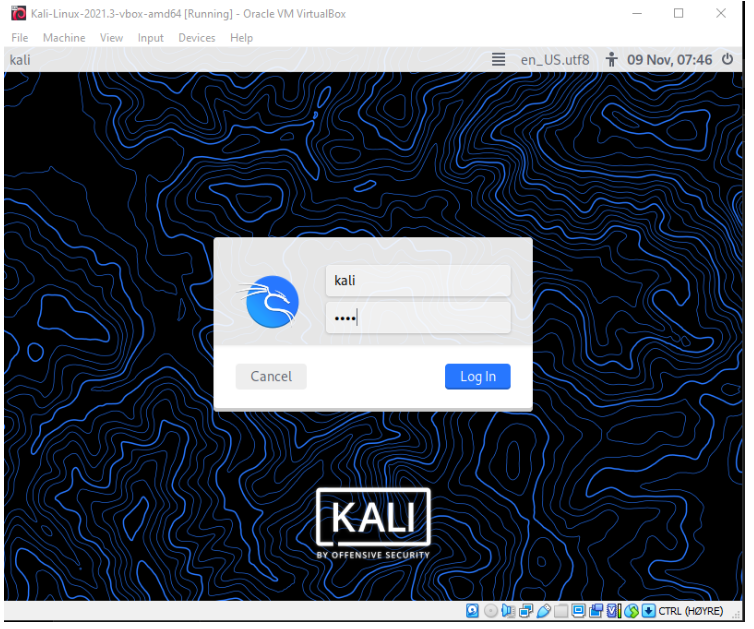 Kali-Linux-2021.3-vbox-amd64 [Running] - Oracle VM VirtualBox
File Machine View Input Devices Help
kali en_US.utf8 09 Nov, 07:46
kali
••••
Cancel Log In
KALI
BY OFFENSIVE SECURITY
CTRL (HØYRE)